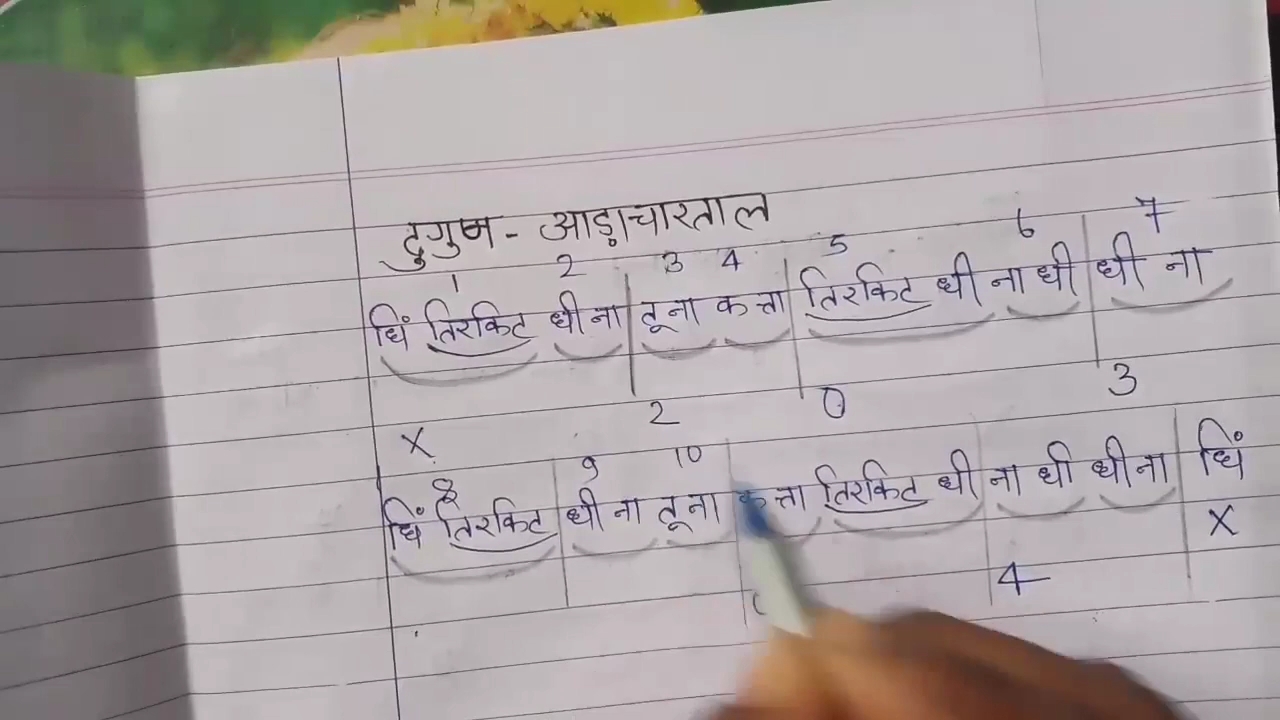 दुगुण - आड़ाचारताल
1 2 3 4 5 6 7
धिं तिरकिट धी ना | तू ना क त्ता | तिरकिट धी ना धी | धी ना
X 2 0 3
8 9 10
धिं तिरकिट | धी ना तू ना | क त्ता तिरकिट धी | ना धी धी ना | धिं
4 X